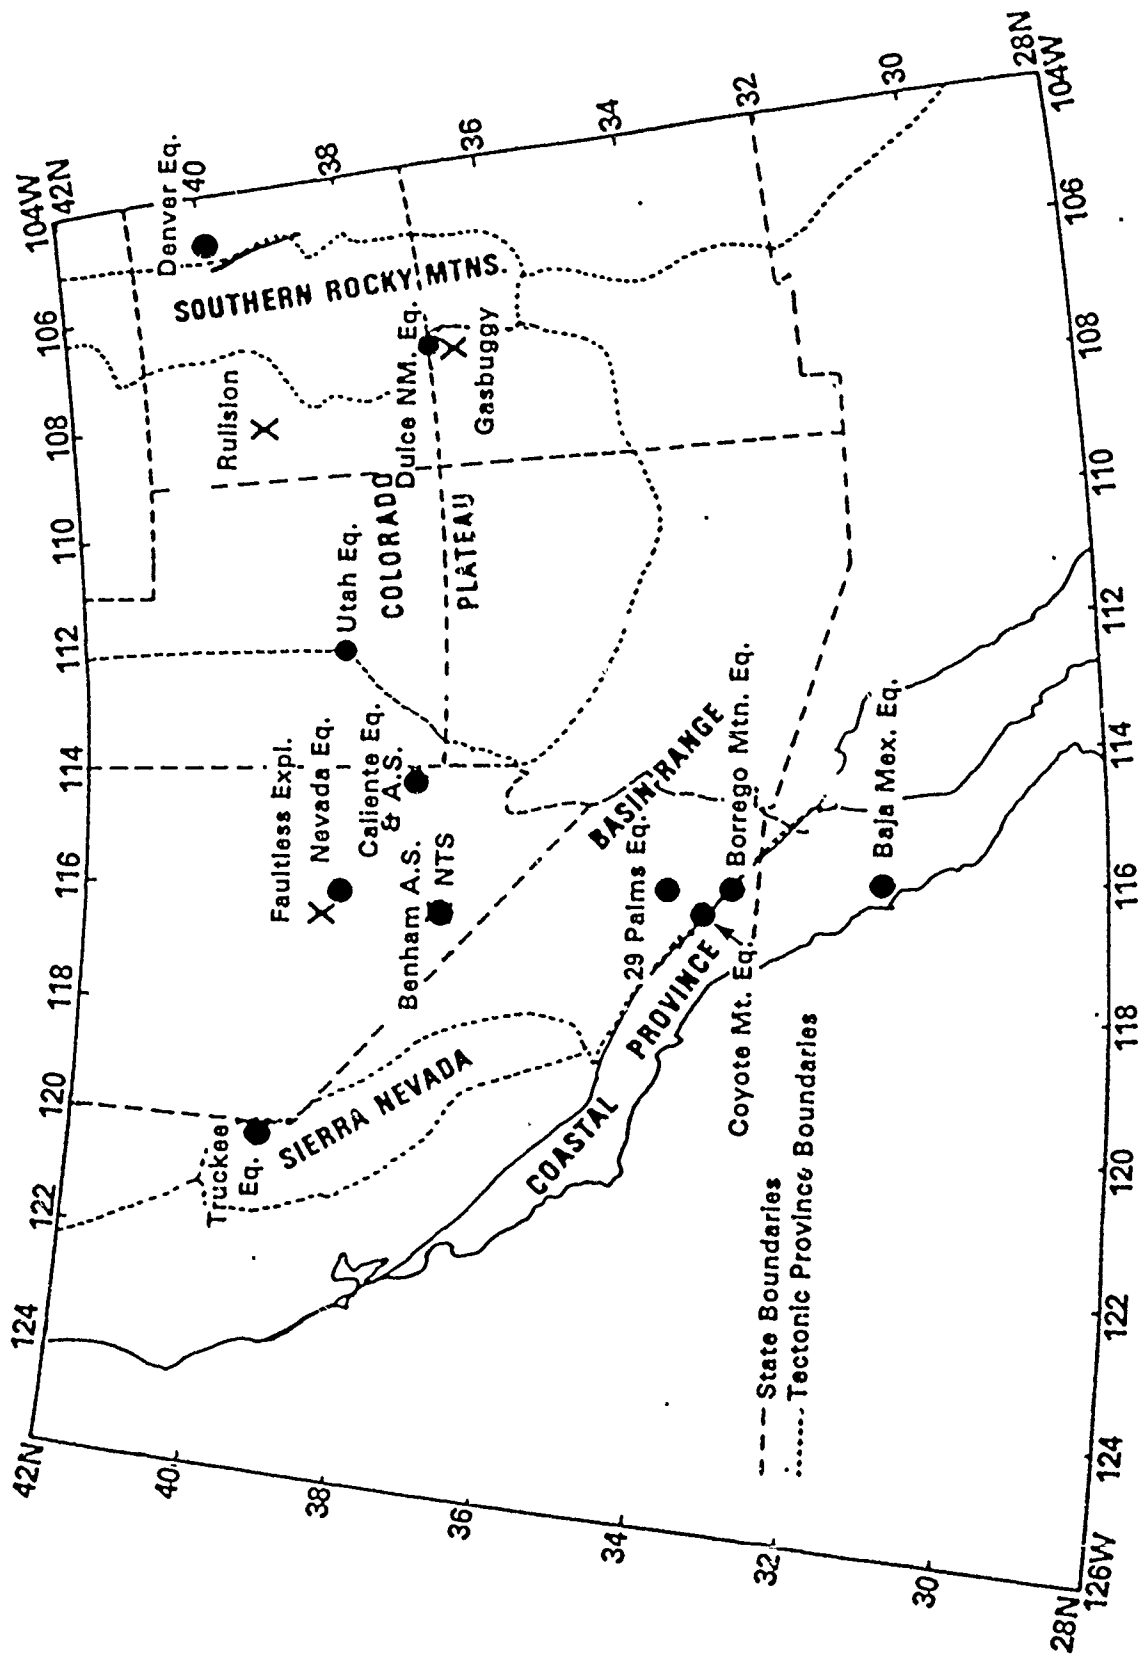 42N
124
122
120
118
116
114
112
110
108
106
104W
42N
40
38
36
34
32
30
28N
104W
106
108
110
112
114
116
118
120
122
124
126W
28N
30
32
34
36
38
40
Truckee
Eq.
SIERRA NEVADA
Faultless Expl.
Nevada Eq.
Caliente Eq.
& A.S.
Benham A.S.
NTS
Utah Eq.
COLORADO
PLATEAU
Rulision
Denver Eq.
SOUTHERN ROCKY MTNS.
Dulce NM. Eq.
Gasbuggy
BASIN-RANGE
29 Palms Eq.
Borrego Mtn. Eq.
Coyote Mt. Eq.
Baja Mex. Eq.
COASTAL PROVINCE
State Boundaries
Tectonic Province Boundaries